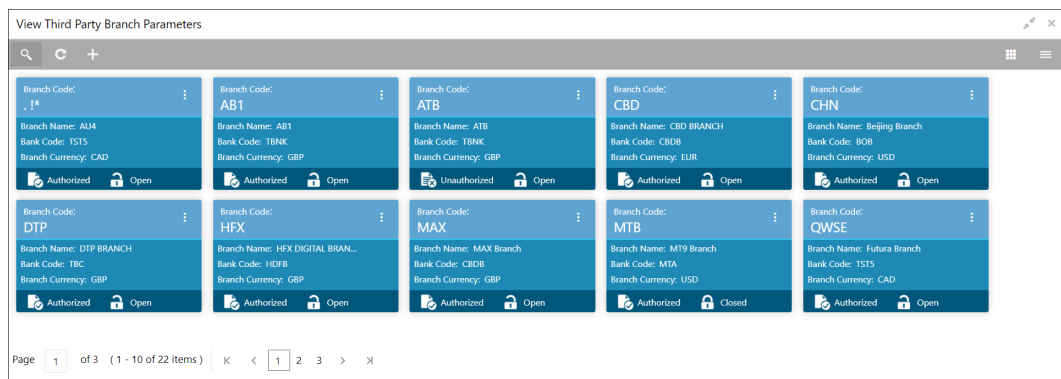 View Third Party Branch Parameters
Branch Code:
. !*
Branch Name: AU4
Bank Code: TST5
Branch Currency: CAD
Authorized Open
Branch Code:
AB1
Branch Name: AB1
Bank Code: TBNK
Branch Currency: GBP
Authorized Open
Branch Code:
ATB
Branch Name: ATB
Bank Code: TBNK
Branch Currency: GBP
Unauthorized Open
Branch Code:
CBD
Branch Name: CBD BRANCH
Bank Code: CBDB
Branch Currency: EUR
Authorized Open
Branch Code:
CHN
Branch Name: Beijing Branch
Bank Code: BOB
Branch Currency: USD
Authorized Open
Branch Code:
DTP
Branch Name: DTP BRANCH
Bank Code: TBC
Branch Currency: GBP
Authorized Open
Branch Code:
HFX
Branch Name: HFX DIGITAL BRAN...
Bank Code: HDFB
Branch Currency: GBP
Authorized Open
Branch Code:
MAX
Branch Name: MAX Branch
Bank Code: CBDB
Branch Currency: GBP
Authorized Open
Branch Code:
MTB
Branch Name: MT9 Branch
Bank Code: MTA
Branch Currency: USD
Authorized Closed
Branch Code:
QWSE
Branch Name: Futura Branch
Bank Code: TST5
Branch Currency: CAD
Authorized Open
Page 1 of 3 ( 1 - 10 of 22 items ) 1 2 3